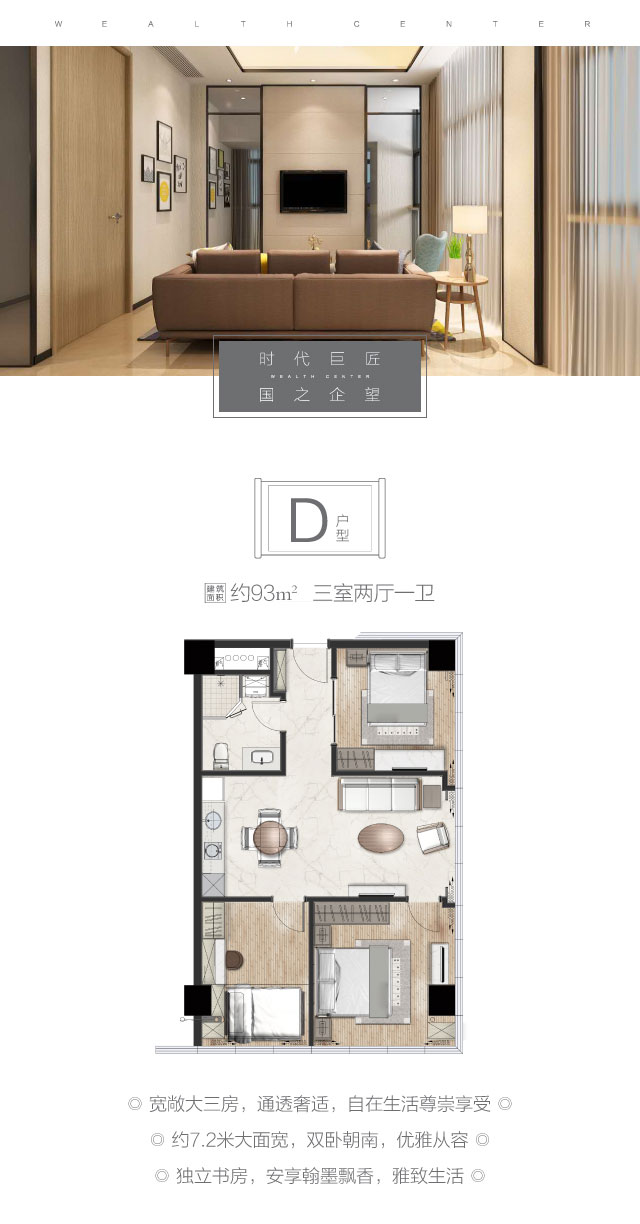 WEALTH CENTER
时代巨匠
WEALTH CENTER
国之企望
D户型
建筑面积 约93m² 三室两厅一卫
◎ 宽敞大三房，通透奢适，自在生活尊崇享受 ◎
◎ 约7.2米大面宽，双卧朝南，优雅从容 ◎
◎ 独立书房，安享翰墨飘香，雅致生活 ◎